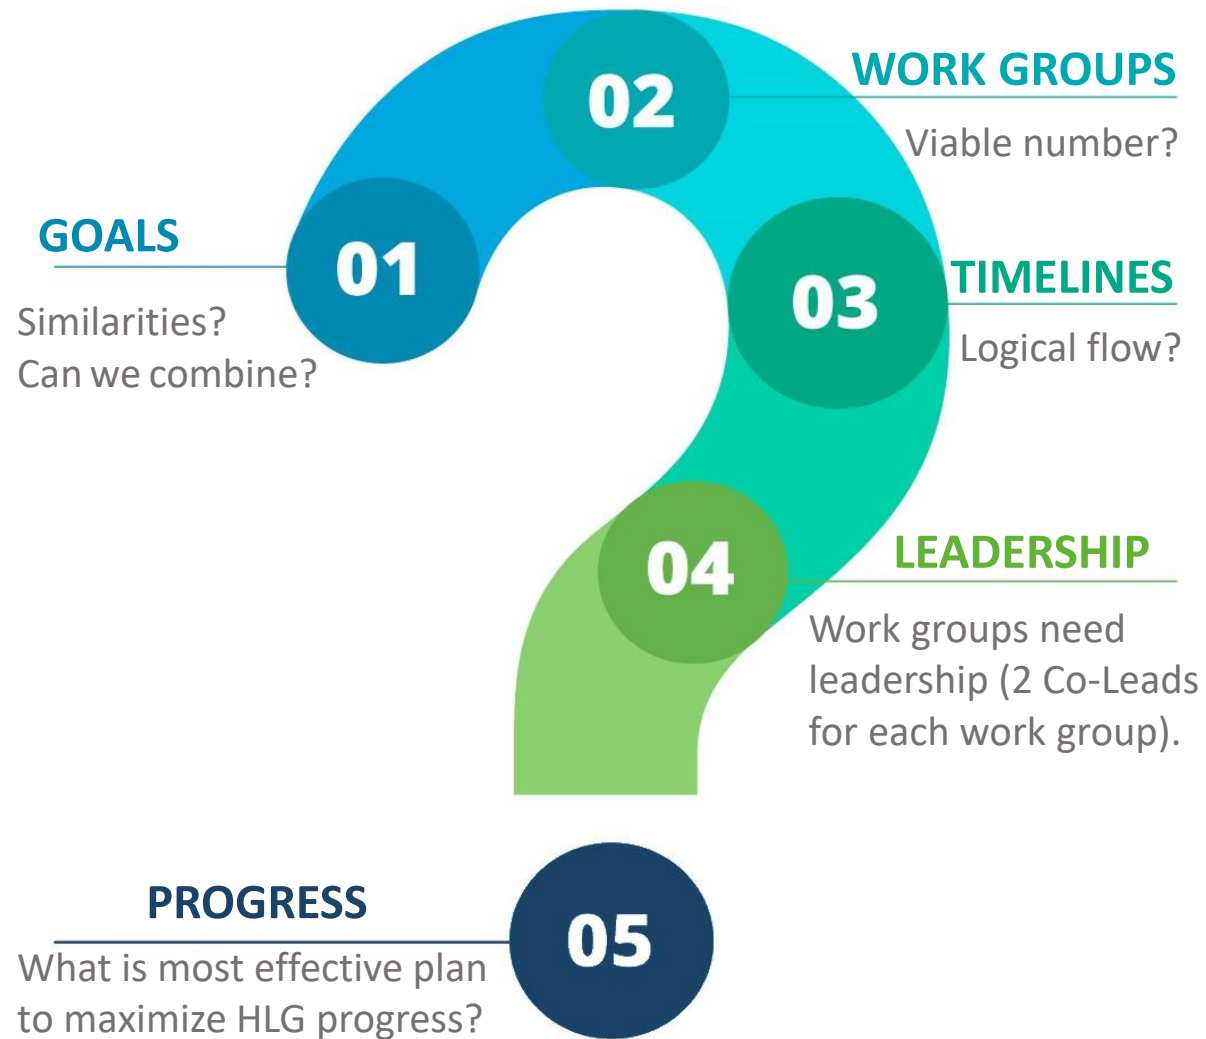 01
GOALS
Similarities?
Can we combine?
02
WORK GROUPS
Viable number?
03
TIMELINES
Logical flow?
04
LEADERSHIP
Work groups need
leadership (2 Co-Leads
for each work group).
05
PROGRESS
What is most effective plan
to maximize HLG progress?